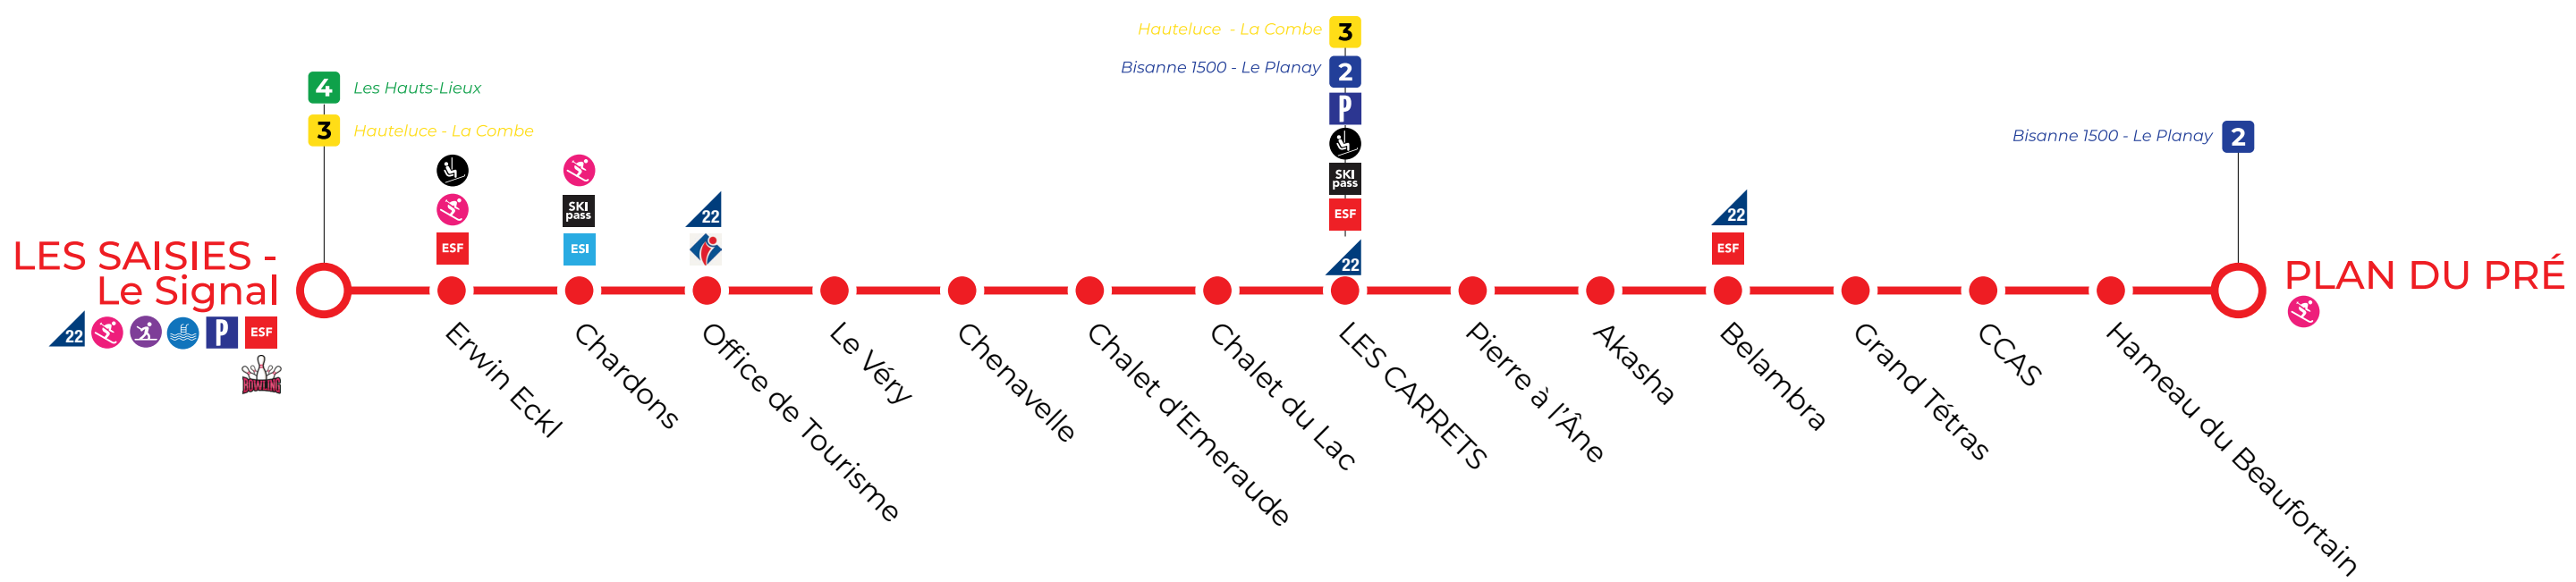 3 Hauteluce - La Combe
Bisanne 1500 - Le Planay 2
P
SKI
pass
ESF
22
4 Les Hauts-Lieux
3 Hauteluce - La Combe
Bisanne 1500 - Le Planay 2
ESF
SKI
pass
ESI
22
22
ESF
LES SAISIES -
Le Signal
22 P ESF
BOWLING
PLAN DU PRÉ
Erwin Eckl
Chardons
Office de Tourisme
Le Véry
Chenavelle
Chalet d'Emeraude
Chalet du Lac
LES CARRETS
Pierre à l'Âne
Akasha
Belambra
Grand Tétras
CCAS
Hameau du Beaufortain